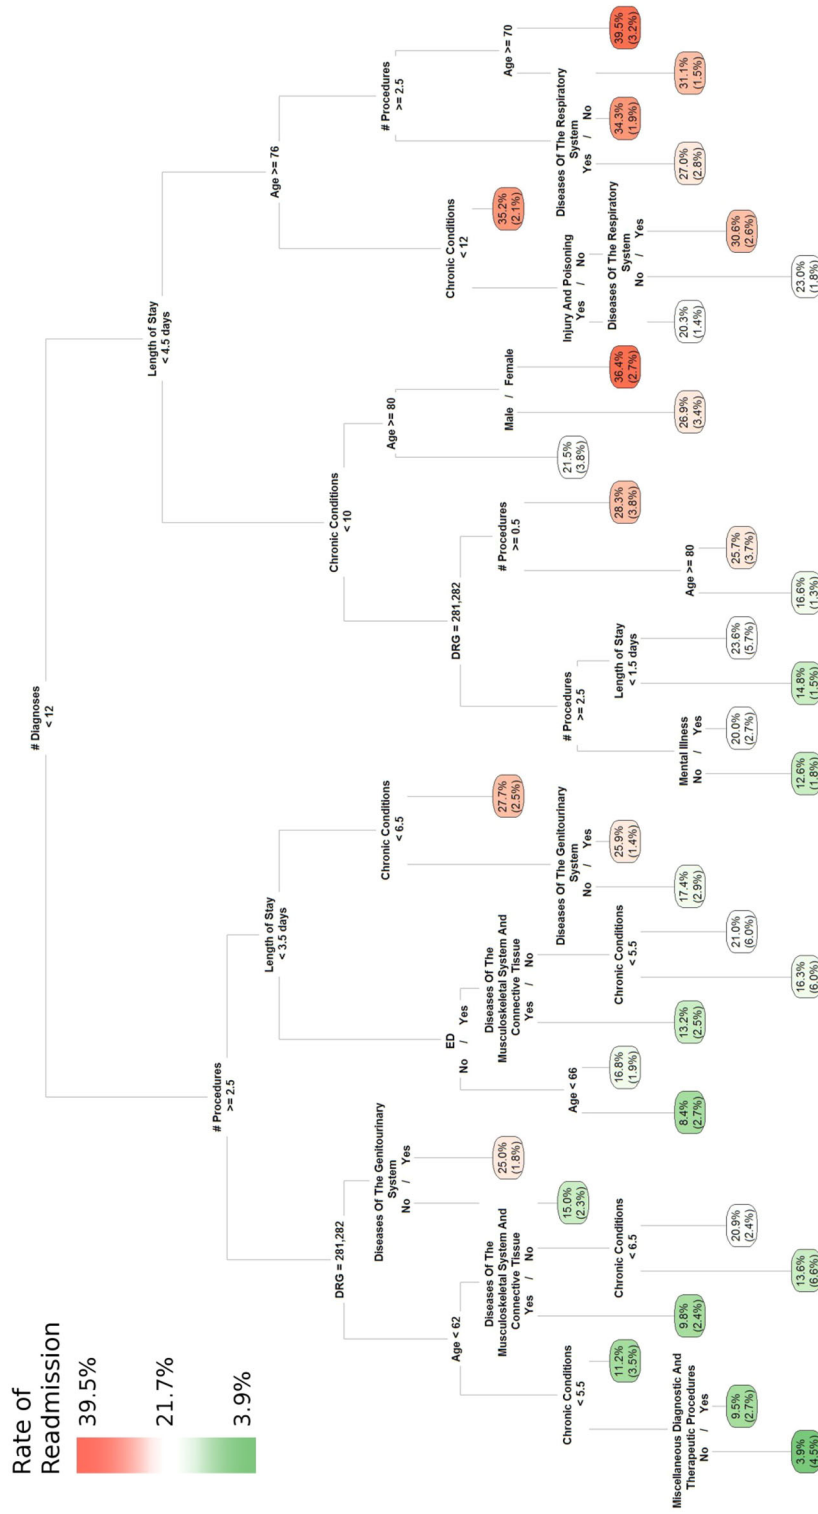 Rate of
Readmission
39.5%
21.7%
3.9%
# Diagnoses
< 12
# Procedures
>= 2.5
Length of Stay
< 4.5 days
DRG = 281,282
Length of Stay
< 3.5 days
Chronic Conditions
< 10
Age >= 76
Age < 62
Diseases Of The Genitourinary
System
No / Yes
ED
No / Yes
Chronic Conditions
< 6.5
DRG = 281,282
Age >= 80
Chronic Conditions
< 12
# Procedures
>= 2.5
Chronic Conditions
< 5.5
Diseases Of The
Musculoskeletal System And
Connective Tissue
Yes / No
15.0%
(2.3%)
25.0%
(1.8%)
Age < 66
Diseases Of The
Musculoskeletal System And
Connective Tissue
Yes / No
Diseases Of The Genitourinary
System
No / Yes
27.7%
(2.5%)
# Procedures
>= 2.5
# Procedures
>= 0.5
21.5%
(3.8%)
Male / Female
Injury And Poisoning
Yes / No
35.2%
(2.1%)
Diseases Of The Respiratory
System
Yes / No
Age >= 70
Miscellaneous Diagnostic And
Therapeutic Procedures
No / Yes
11.2%
(3.5%)
9.8%
(2.4%)
Chronic Conditions
< 6.5
8.4%
(2.7%)
16.8%
(1.9%)
13.2%
(2.5%)
Chronic Conditions
< 5.5
17.4%
(2.9%)
25.9%
(1.4%)
Mental Illness
No / Yes
Length of Stay
< 1.5 days
Age >= 80
28.3%
(3.8%)
26.9%
(3.4%)
36.4%
(2.7%)
20.3%
(1.4%)
Diseases Of The Respiratory
System
No / Yes
27.0%
(2.8%)
34.3%
(1.9%)
31.1%
(1.5%)
39.5%
(3.2%)
3.9%
(4.5%)
9.5%
(2.7%)
13.6%
(6.6%)
20.9%
(2.4%)
16.3%
(6.0%)
21.0%
(6.0%)
12.6%
(1.8%)
20.0%
(2.7%)
14.8%
(1.5%)
23.6%
(5.7%)
16.6%
(1.3%)
25.7%
(3.7%)
23.0%
(1.8%)
30.6%
(2.6%)